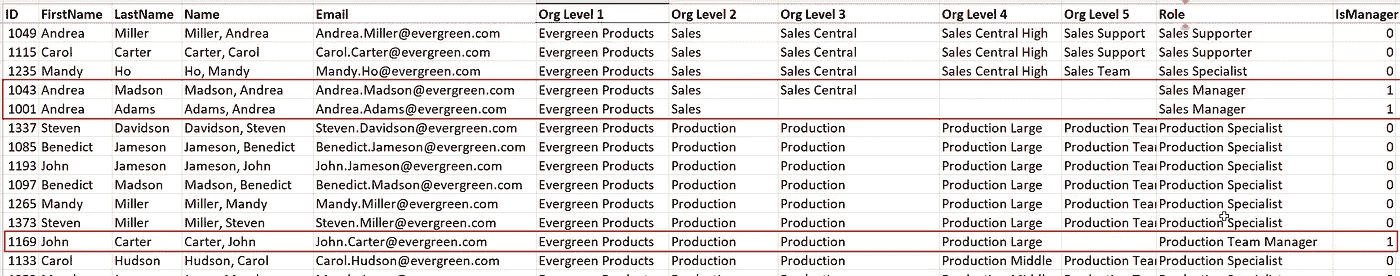 ID FirstName LastName Name Email Org Level 1 Org Level 2 Org Level 3 Org Level 4 Org Level 5 Role IsManager
1049 Andrea Miller Miller, Andrea Andrea.Miller@evergreen.com Evergreen Products Sales Sales Central Sales Central High Sales Support Sales Supporter 0
1115 Carol Carter Carter, Carol Carol.Carter@evergreen.com Evergreen Products Sales Sales Central Sales Central High Sales Support Sales Supporter 0
1235 Mandy Ho Ho, Mandy Mandy.Ho@evergreen.com Evergreen Products Sales Sales Central Sales Central High Sales Team Sales Specialist 0
1043 Andrea Madson Madson, Andrea Andrea.Madson@evergreen.com Evergreen Products Sales Sales Central Sales Manager 1
1001 Andrea Adams Adams, Andrea Andrea.Adams@evergreen.com Evergreen Products Sales Sales Manager 1
1337 Steven Davidson Davidson, Steven Steven.Davidson@evergreen.com Evergreen Products Production Production Production Large Production Tea Production Specialist 0
1085 Benedict Jameson Jameson, Benedict Benedict.Jameson@evergreen.com Evergreen Products Production Production Production Large Production Tea Production Specialist 0
1193 John Jameson Jameson, John John.Jameson@evergreen.com Evergreen Products Production Production Production Large Production Tea Production Specialist 0
1097 Benedict Madson Madson, Benedict Benedict.Madson@evergreen.com Evergreen Products Production Production Production Large Production Tea Production Specialist 0
1265 Mandy Miller Miller, Mandy Mandy.Miller@evergreen.com Evergreen Products Production Production Production Large Production Tea Production Specialist 0
1373 Steven Miller Miller, Steven Steven.Miller@evergreen.com Evergreen Products Production Production Production Large Production Tea Production Specialist 0
1169 John Carter Carter, John John.Carter@evergreen.com Evergreen Products Production Production Production Large Production Team Manager 1
1133 Carol Hudson Hudson, Carol Carol.Hudson@evergreen.com Evergreen Products Production Production Production Middle Production Tea Production Specialist 0